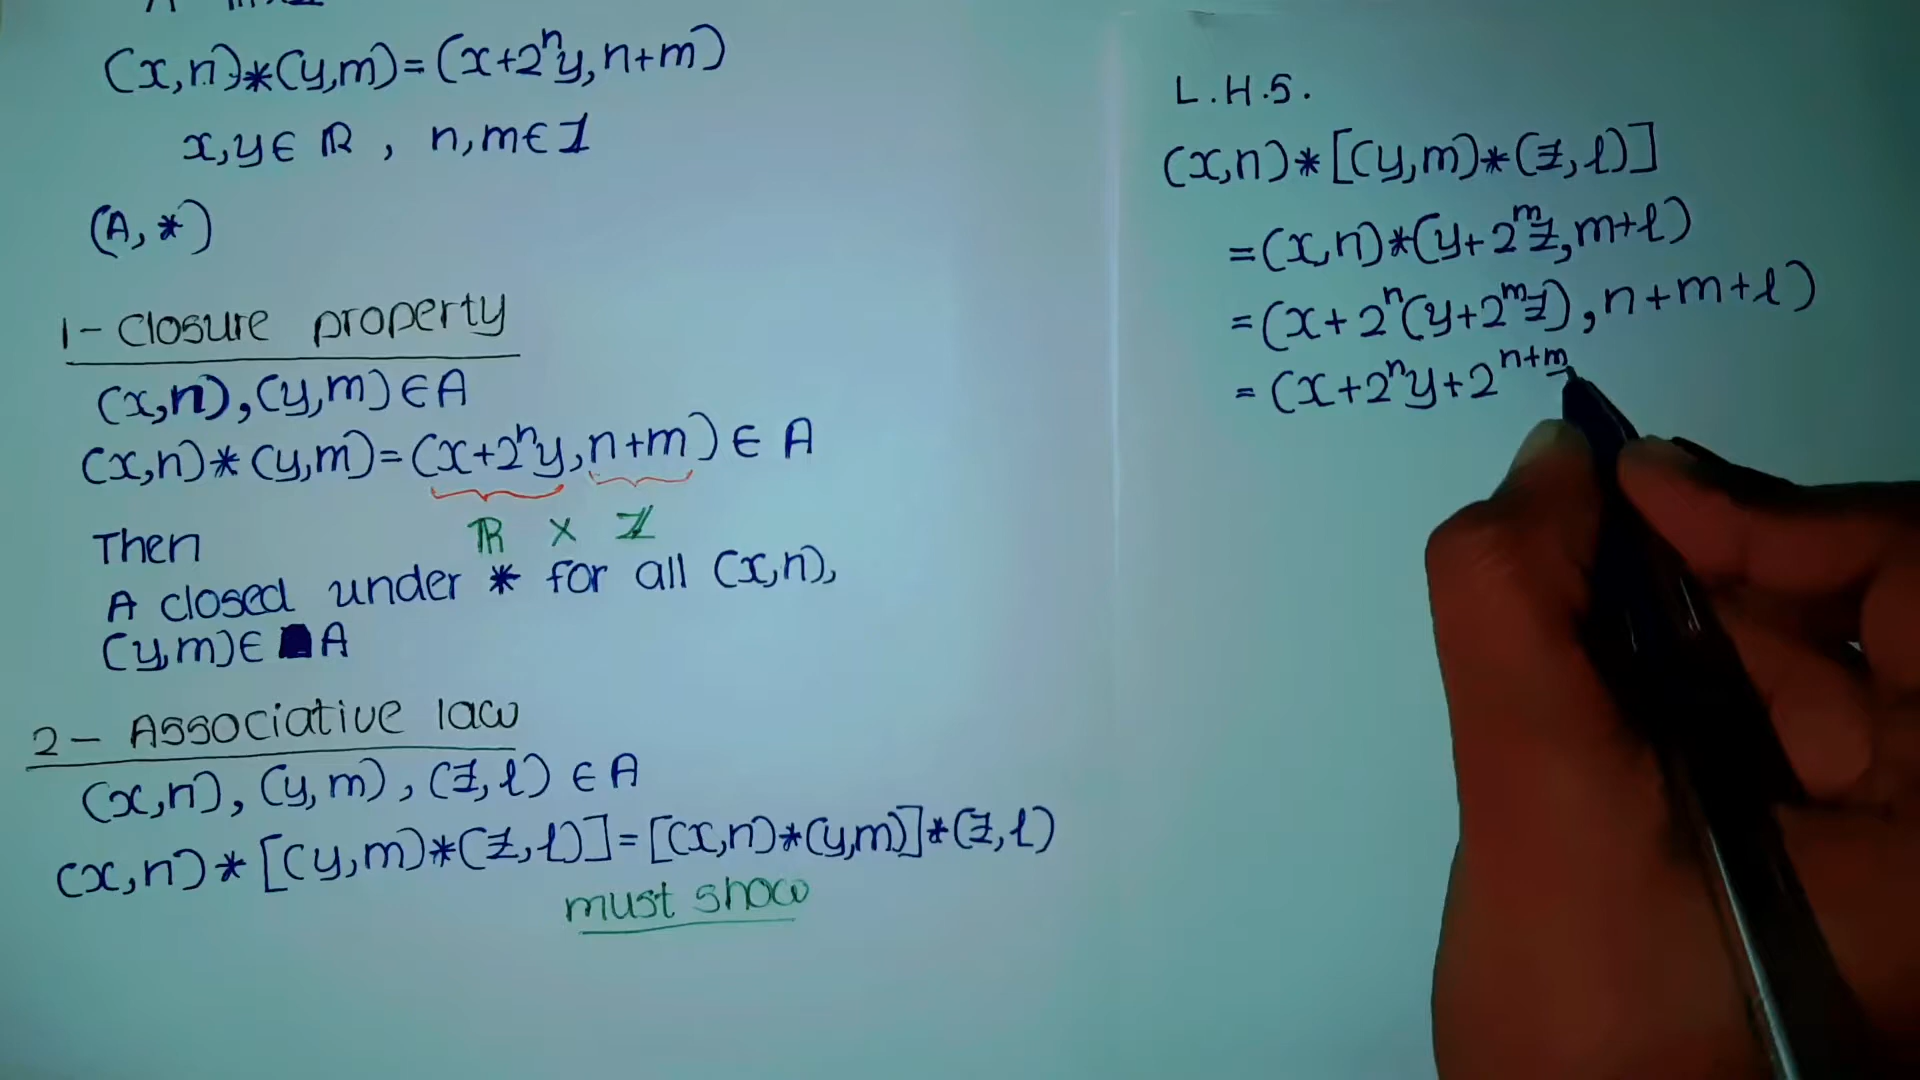 (x,n)*(y,m)=(x+2ⁿy,n+m)
x,y∈ ℝ , n,m∈ℤ
(A,*)
1- Closure property
(x,n),(y,m)∈A
(x,n)*(y,m)=(x+2ⁿy,n+m)∈ A
ℝ × ℤ
Then
A closed under * for all (x,n),
(y,m)∈ A
2- Associative law
(x,n),(y,m),(z,ℓ)∈A
(x,n)*[(y,m)*(z,ℓ)]=[(x,n)*(y,m)]*(z,ℓ)
must show
L.H.S.
(x,n)*[(y,m)*(z,ℓ)]
=(x,n)*(y+2ᵐz,m+ℓ)
=(x+2ⁿ(y+2ᵐz),n+m+ℓ)
=(x+2ⁿy+2ⁿ⁺ᵐ